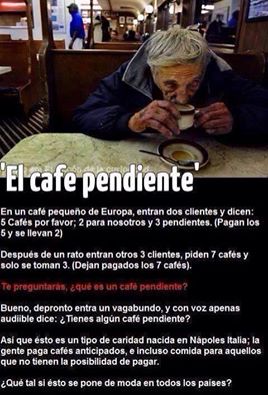 'El cafe pendiente'
En un café pequeño de Europa, entran dos clientes y dicen:
5 Cafés por favor; 2 para nosotros y 3 pendientes. (Pagan los
5 y se llevan 2)
Después de un rato entran otros 3 clientes, piden 7 cafés y
solo se toman 3. (Dejan pagados los 7 cafés).
Te preguntarás, ¿qué es un café pendiente?
Bueno, depronto entra un vagabundo, y con voz apenas
audiible dice: ¿Tienes algún café pendiente?
Asi que ésto es un tipo de caridad nacida en Nàpoles Italia; la
gente paga cafés anticipados, e incluso comida para aquellos
que no tienen la posibilidad de pagar.
¿Qué tal si ésto se pone de moda en todos los países?